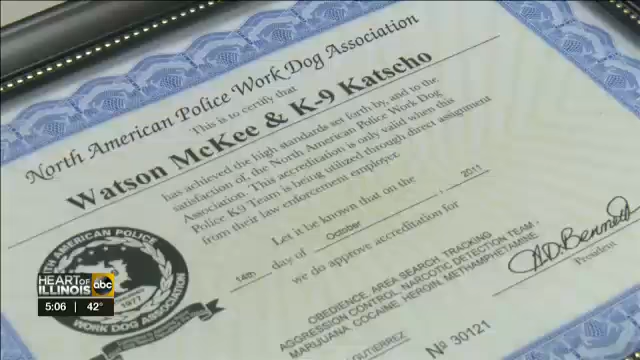 North American Police Work Dog Association
This is to certify that
Watson McKee & K-9 Katscho
has achieved the high standards set forth by, and to the
satisfaction of, the North American Police Work Dog
Association. This accreditation is only valid when this
Police K9 Team is being utilized through direct assignment
from their law enforcement employer.
Let it be known that on the
14th day of October, 2011
we do approve accreditation for
OBEDIENCE, AREA SEARCH, TRACKING
AGGRESSION CONTROL, NARCOTIC DETECTION TEAM,
MARIJUANA, COCAINE, HEROIN, METHAMPHETAMINE
GUTIERREZ
Nº 30121
President
TH AMERICAN POLICE
1977
WORK DOG ASSOCIATION
HEART OF
ILLINOIS abc
5:06 42°